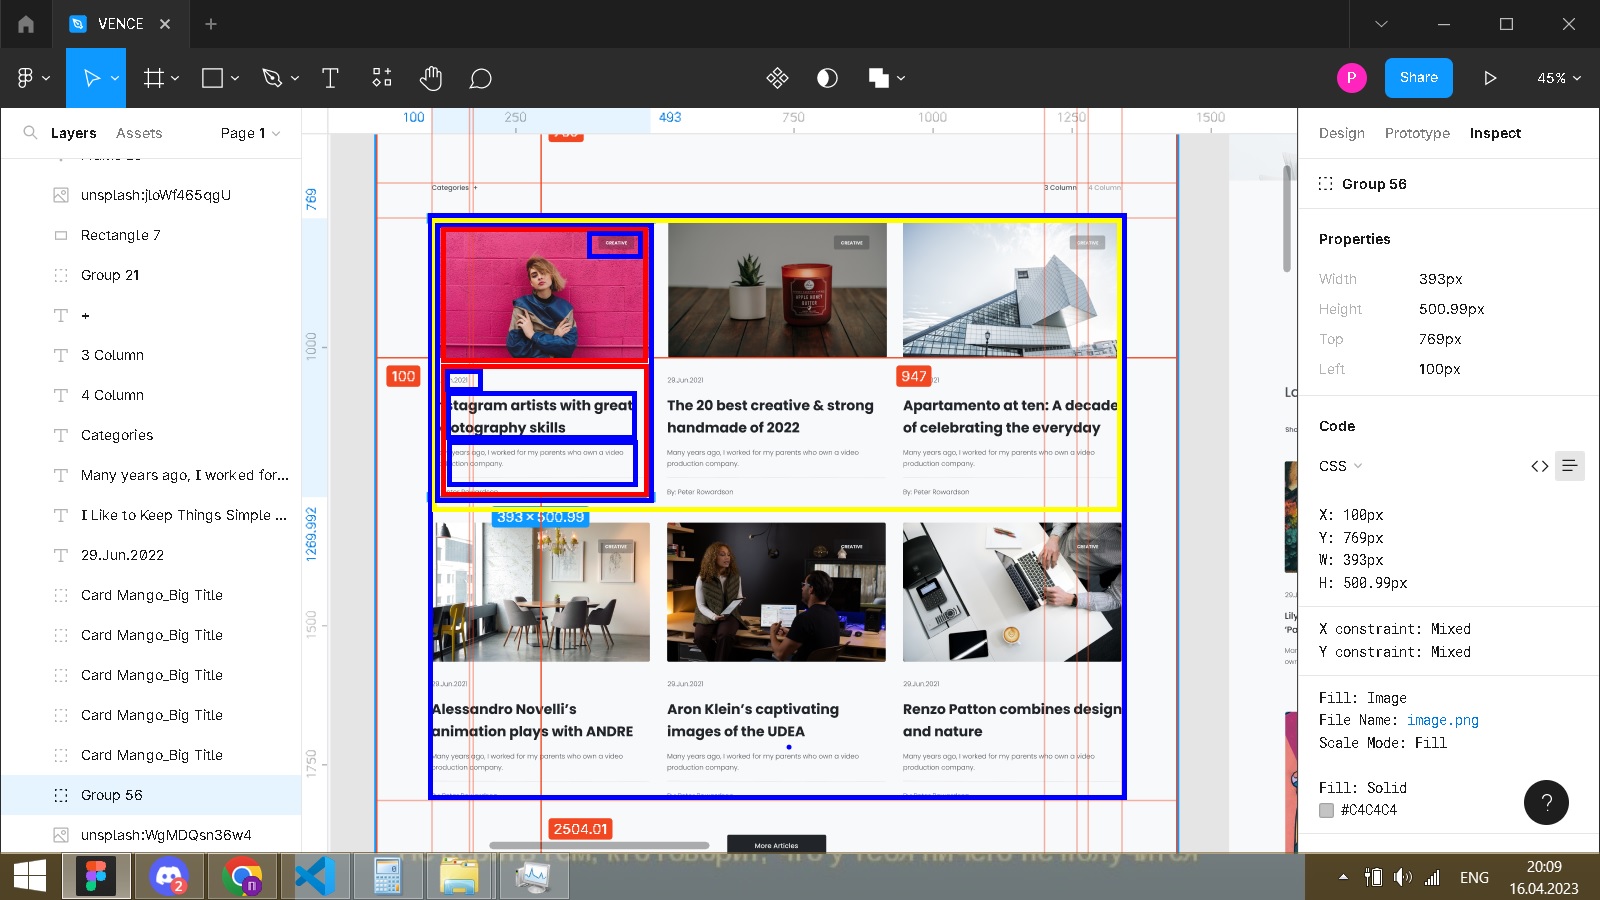 VENCE
P
Share
45%
Layers
Assets
Page 1
100
250
493
750
1000
1250
1500
Design
Prototype
Inspect
unsplash:jloWf465qgU
Rectangle 7
Group 21
+
3 Column
4 Column
Categories
Many years ago, I worked for...
I Like to Keep Things Simple ...
29.Jun.2022
Card Mango_Big Title
Card Mango_Big Title
Card Mango_Big Title
Card Mango_Big Title
Card Mango_Big Title
Group 56
unsplash:WgMDQsn36w4
769
1000
1269.992
1500
1750
Categories +
3 Column
4 Column
CREATIVE
CREATIVE
CREATIVE
APPLE HONEY BUTTER
100
947
29.Jun.2021
stagram artists with great
otography skills
years ago, I worked for my parents who own a video
company.
Peter Rowardson
The 20 best creative & strong
handmade of 2022
Many years ago, I worked for my parents who own a video
production company.
By: Peter Rowardson
Apartamento at ten: A decade
of celebrating the everyday
Many years ago, I worked for my parents who own a video
production company.
By: Peter Rowardson
393 × 500.99
CREATIVE
CREATIVE
CREATIVE
29.Jun.2021
Alessandro Novelli’s
animation plays with ANDRE
Many years ago, I worked for my parents who own a video
production company.
29.Jun.2021
Aron Klein’s captivating
images of the UDEA
Many years ago, I worked for my parents who own a video
production company.
29.Jun.2021
Renzo Patton combines design
and nature
Many years ago, I worked for my parents who own a video
production company.
2504.01
More Articles
Group 56
Properties
Width 393px
Height 500.99px
Top 769px
Left 100px
Code
CSS
X: 100px
Y: 769px
W: 393px
H: 500.99px
X constraint: Mixed
Y constraint: Mixed
Fill: Image
File Name: image.png
Scale Mode: Fill
Fill: Solid
#C4C4C4
?
2
n
ENG
20:09
16.04.2023